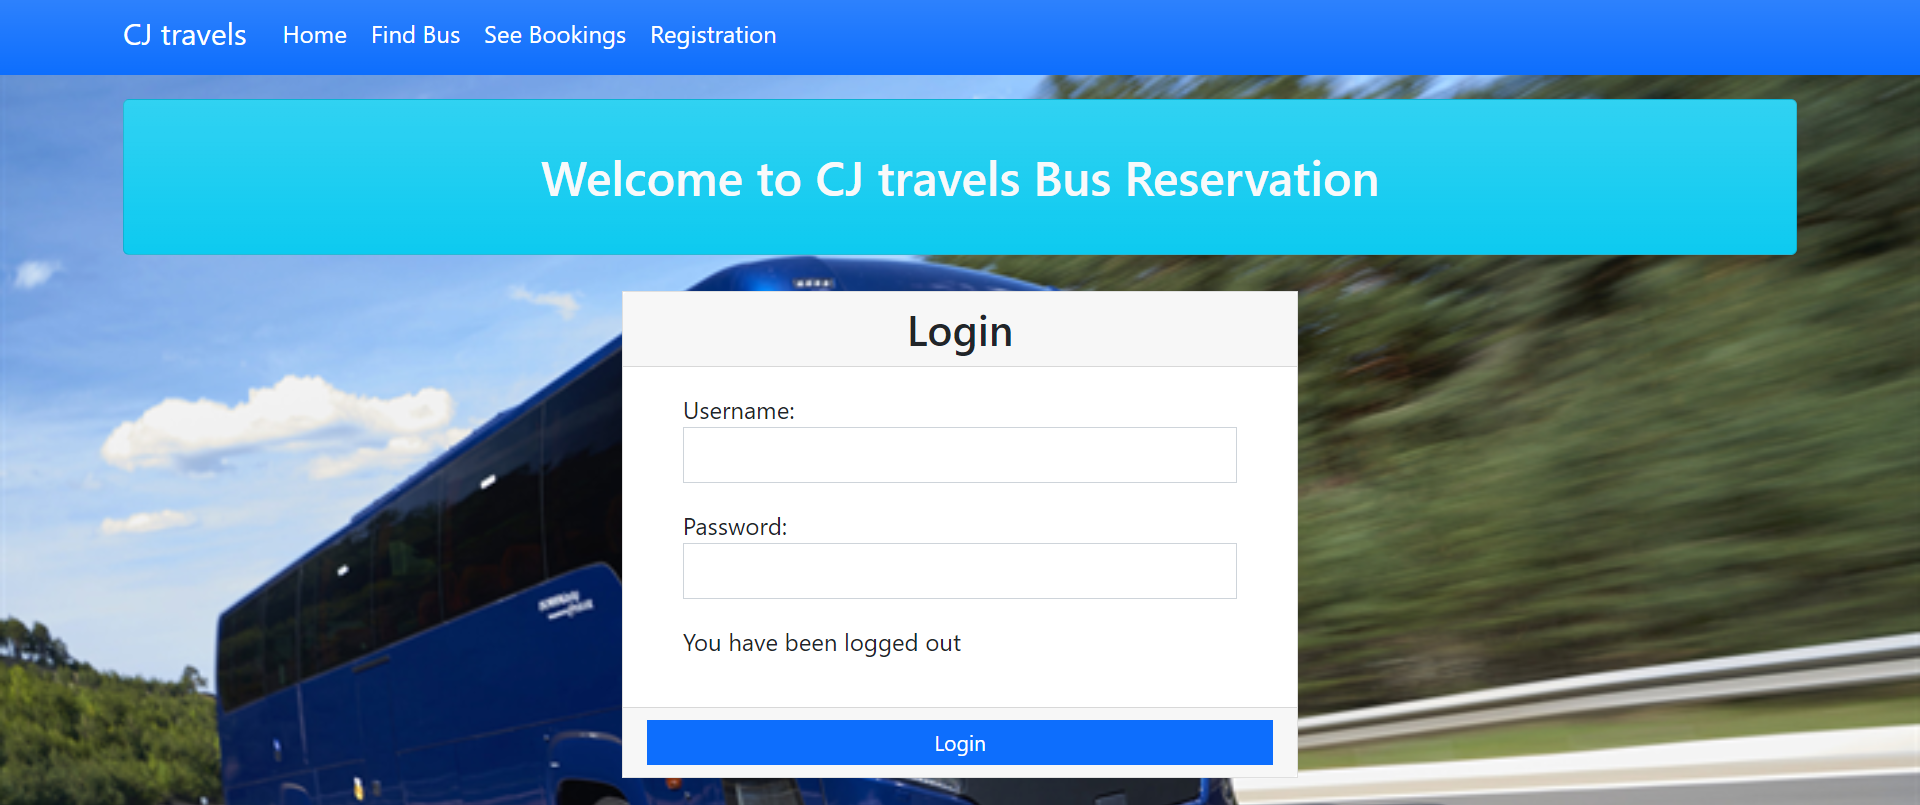 CJ travels Home Find Bus See Bookings Registration
Welcome to CJ travels Bus Reservation
Login
Username:
Password:
You have been logged out
Login